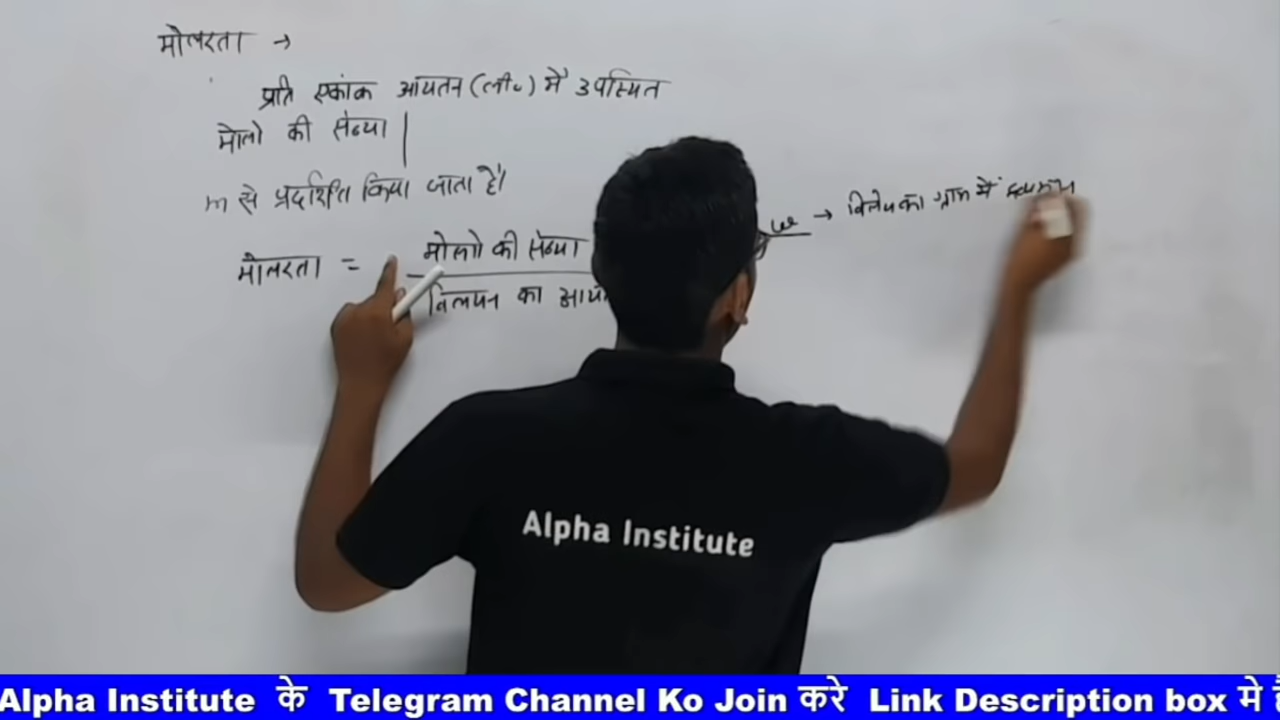 मोलरता →
प्रति एकांक आयतन (ली०) में उपस्थित
मोलो की संख्या |
m से प्रदर्शित किया जाता है।
मोलरता = मोलो की संख्या
विलयन का
w → विलेय का ग्राम में
Alpha Institute
Alpha Institute के Telegram Channel Ko Join करे Link Description box मे है